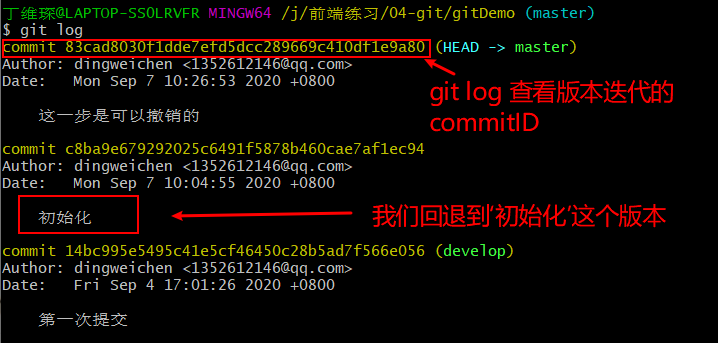 丁维琛@LAPTOP-SS0LRVFR MINGW64 /j/前端练习/04-git/gitDemo (master)
$ git log
commit 83cad8030f1dde7efd5dcc289669c410df1e9a80 (HEAD -> master)
Author: dingweichen <1352612146@qq.com>
Date:   Mon Sep 7 10:26:53 2020 +0800
这一步是可以撤销的
git log 查看版本迭代的
commitID
commit c8ba9e679292025c6491f5878b460cae7af1ec94
Author: dingweichen <1352612146@qq.com>
Date:   Mon Sep 7 10:04:55 2020 +0800
初始化
我们回退到'初始化'这个版本
commit 14bc995e5495c41e5cf46450c28b5ad7f566e056 (develop)
Author: dingweichen <1352612146@qq.com>
Date:   Fri Sep 4 17:01:26 2020 +0800
第一次提交